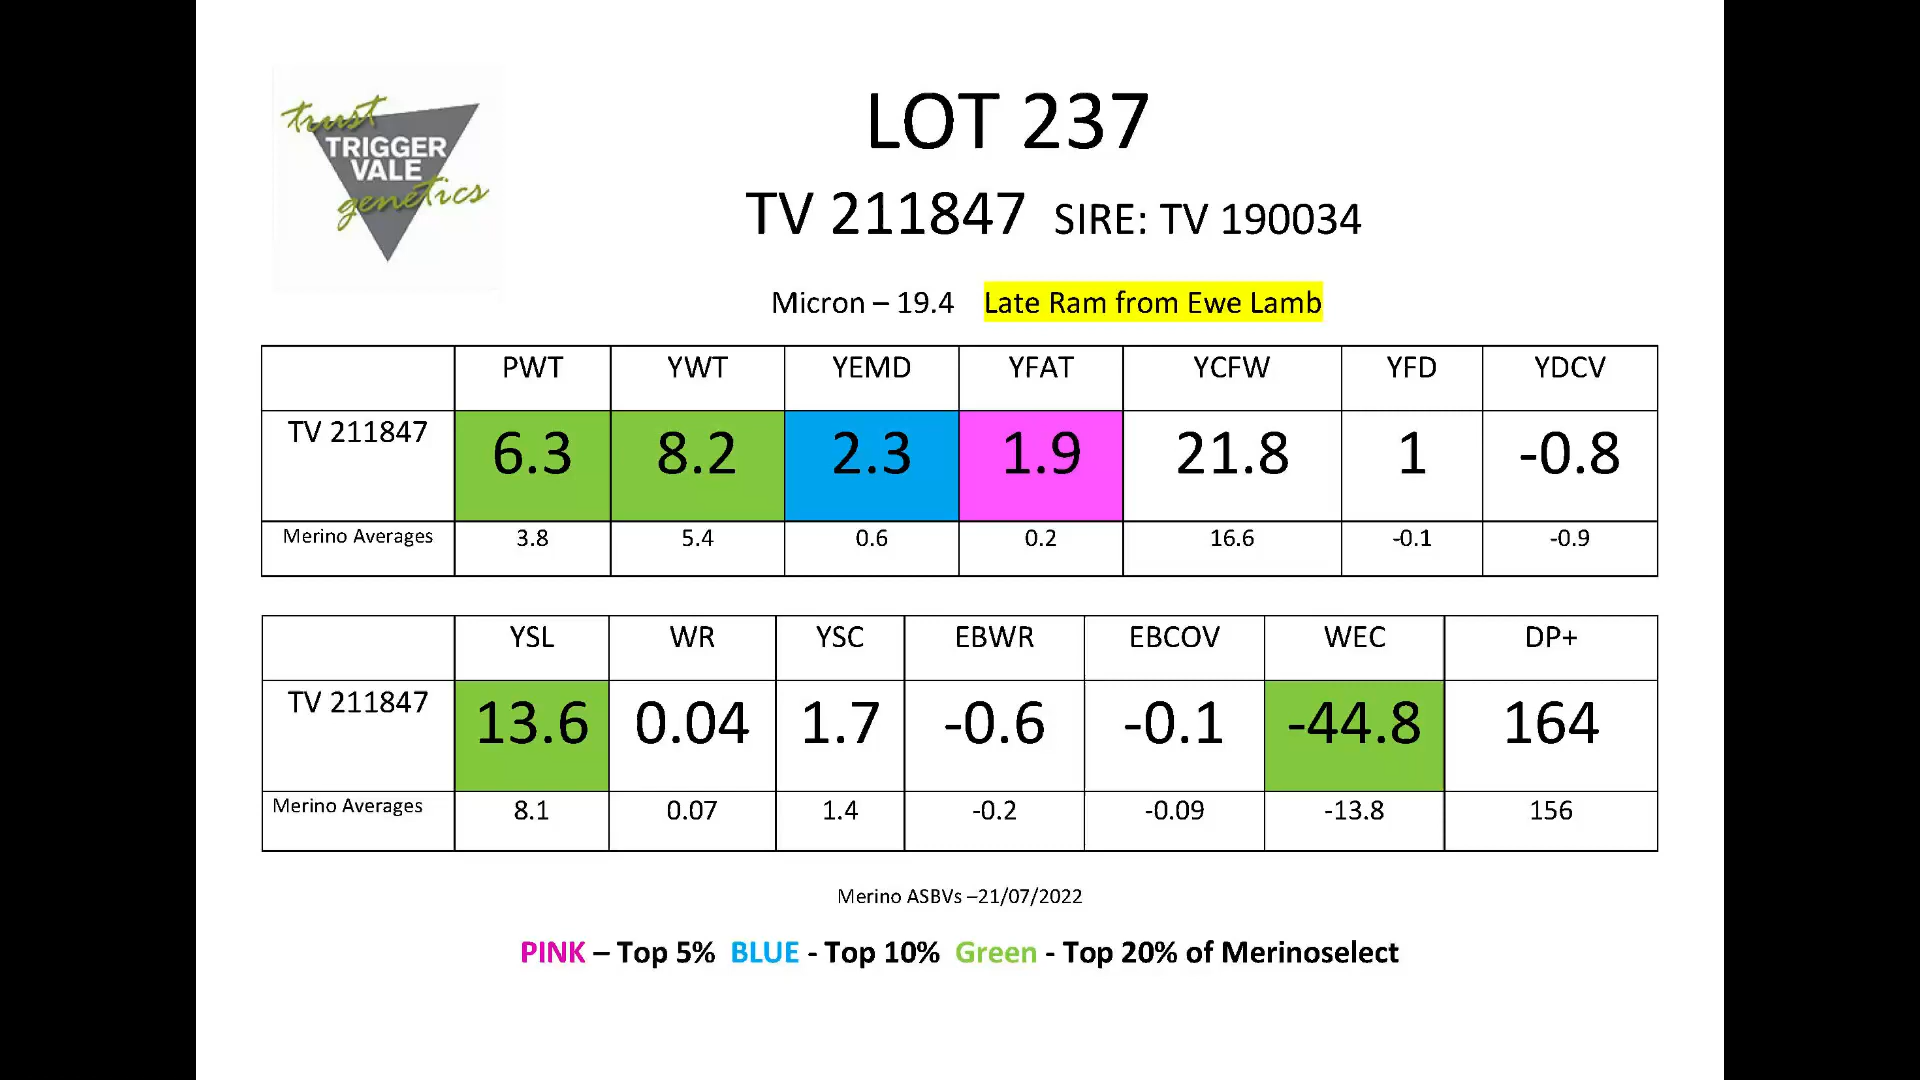 trust
TRIGGER
VALE
genetics
LOT 237
TV 211847 SIRE: TV 190034
Micron – 19.4 Late Ram from Ewe Lamb
PWT YWT YEMD YFAT YCFW YFD YDCV
TV 211847 6.3 8.2 2.3 1.9 21.8 1 -0.8
Merino Averages 3.8 5.4 0.6 0.2 16.6 -0.1 -0.9
YSL WR YSC EBWR EBCOV WEC DP+
TV 211847 13.6 0.04 1.7 -0.6 -0.1 -44.8 164
Merino Averages 8.1 0.07 1.4 -0.2 -0.09 -13.8 156
Merino ASBVs –21/07/2022
PINK – Top 5% BLUE - Top 10% Green - Top 20% of Merinoselect